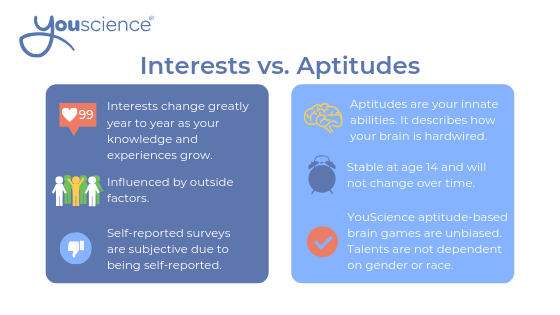 youscience®
Interests vs. Aptitudes
99
Interests change greatly
year to year as your
knowledge and
experiences grow.
Influenced by outside
factors.
Self-reported surveys
are subjective due to
being self-reported.
Aptitudes are your innate
abilities. It describes how
your brain is hardwired.
Stable at age 14 and will
not change over time.
YouScience aptitude-based
brain games are unbiased.
Talents are not dependent
on gender or race.